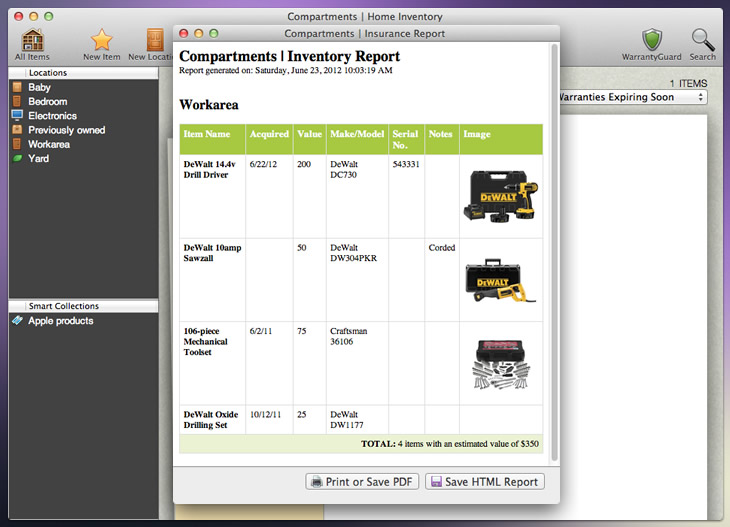 Compartments | Home Inventory
All Items
New Item
New Locatio
WarrantyGuard
Search
Locations
Baby
Bedroom
Electronics
Previously owned
Workarea
Yard
Smart Collections
Apple products
1 ITEMS
Warranties Expiring Soon
Compartments | Insurance Report
Compartments | Inventory Report
Report generated on: Saturday, June 23, 2012 10:03:19 AM
Workarea
Item Name Acquired Value Make/Model Serial No. Notes Image
DeWalt 14.4v 6/22/12 200 DeWalt 543331
Drill Driver DC730
DEWALT
DeWalt 10amp 50 DeWalt Corded
Sawzall DW304PKR
DEWALT
106-piece 6/2/11 75 Craftsman
Mechanical 36106
Toolset
DeWalt Oxide 10/12/11 25 DeWalt
Drilling Set DW1177
TOTAL: 4 items with an estimated value of $350
Print or Save PDF
Save HTML Report